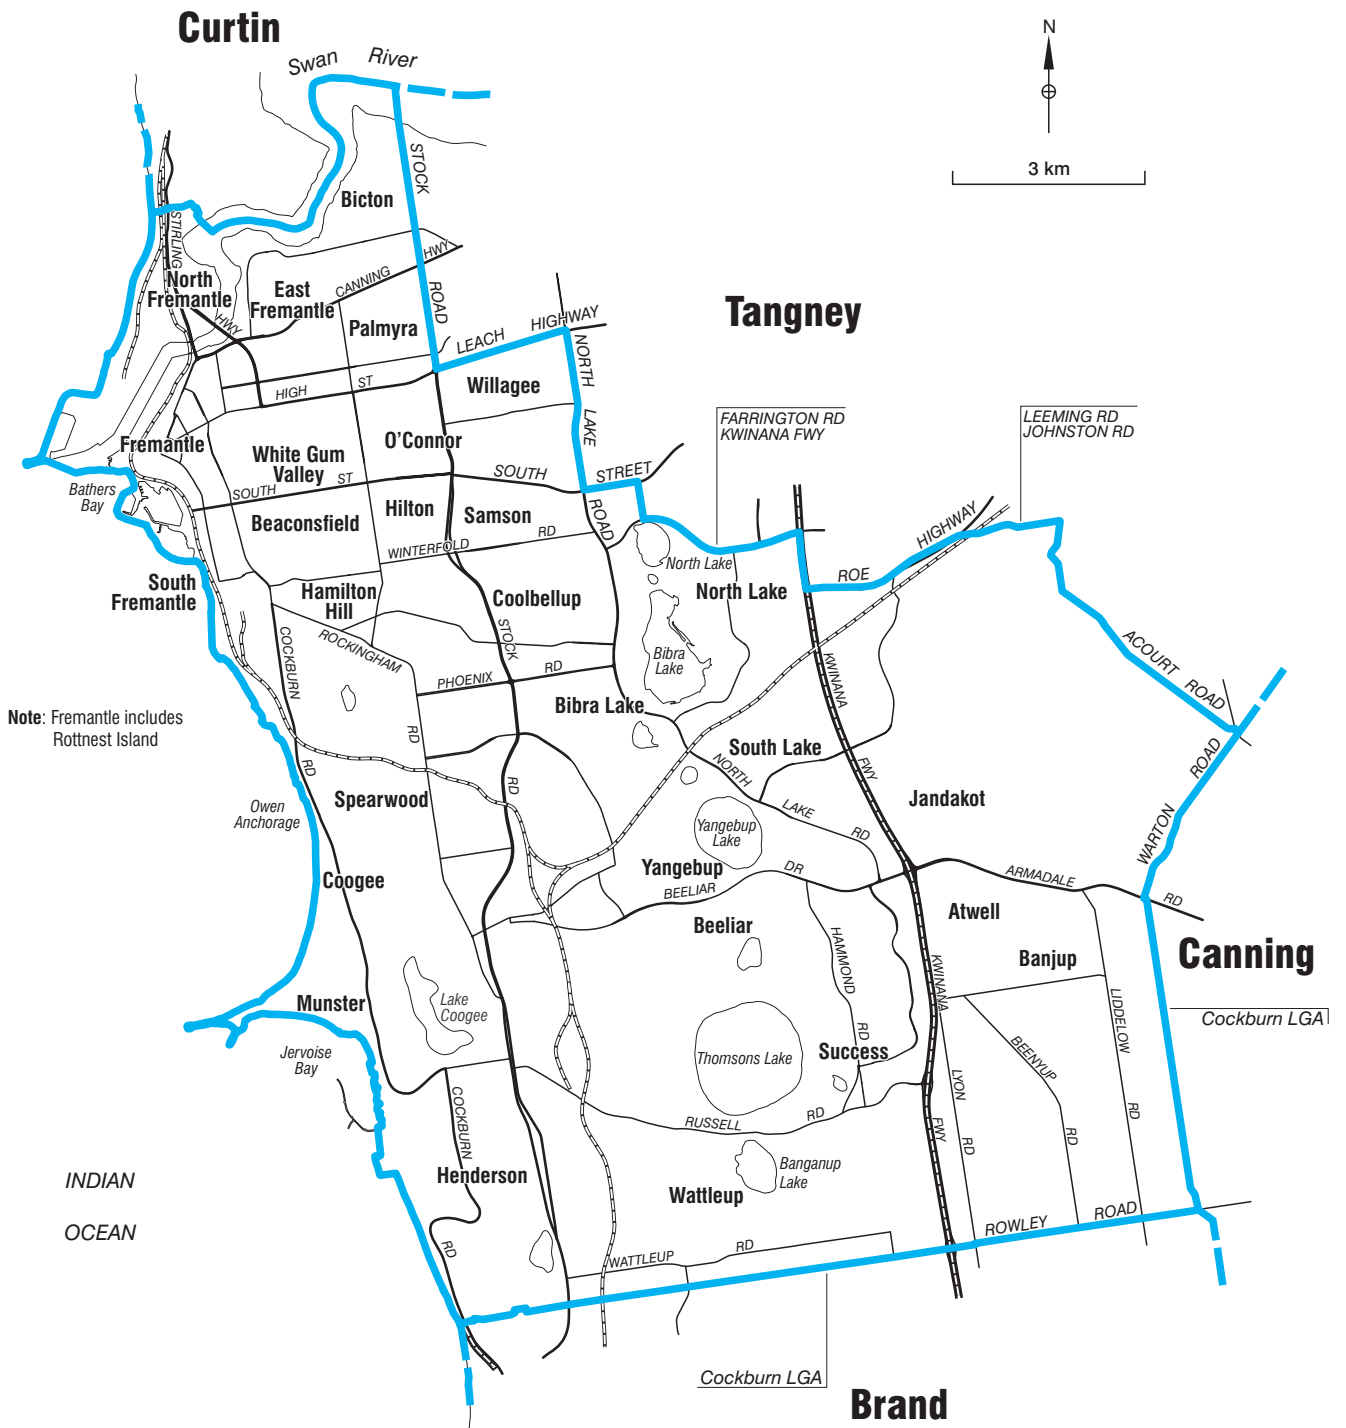 Curtin
Swan River
N
3 km
STOCK
Bicton
STIRLING
HWY
North
Fremantle
East
Fremantle
CANNING
HWY
ROAD
Tangney
Palmyra
LEACH
HIGHWAY
NORTH
HIGH
ST
Willagee
LAKE
FARRINGTON RD
KWINANA FWY
LEEMING RD
JOHNSTON RD
Fremantle
White Gum
Valley
O'Connor
SOUTH
ST
SOUTH
STREET
Bathers
Bay
Beaconsfield
Hilton
Samson
ROAD
HIGHWAY
WINTERFOLD
RD
North Lake
ROE
South
Fremantle
Hamilton
Hill
Coolbellup
North Lake
COCKBURN
ROCKINGHAM
STOCK
Bibra
Lake
KWINANA
ACOURT
ROAD
PHOENIX
RD
Note: Fremantle includes
Rottnest Island
RD
Bibra Lake
South Lake
RD
RD
NORTH
FWY
ROAD
Spearwood
Owen
Anchorage
LAKE
RD
Jandakot
Yangebup
Lake
WARTON
Coogee
Yangebup
BEELIAR
DR
ARMADALE
RD
Beeliar
Atwell
HAMMOND
Banjup
Canning
KWINANA
Munster
Lake
Coogee
LIDDELOW
Cockburn LGA
Jervoise
Bay
Thomsons Lake
RD
Success
BEENYUP
COCKBURN
LYON
RUSSELL
RD
RD
FWY
RD
RD
Henderson
Banganup
Lake
Wattleup
INDIAN
OCEAN
ROWLEY
ROAD
RD
WATTLEUP
RD
Cockburn LGA
Brand